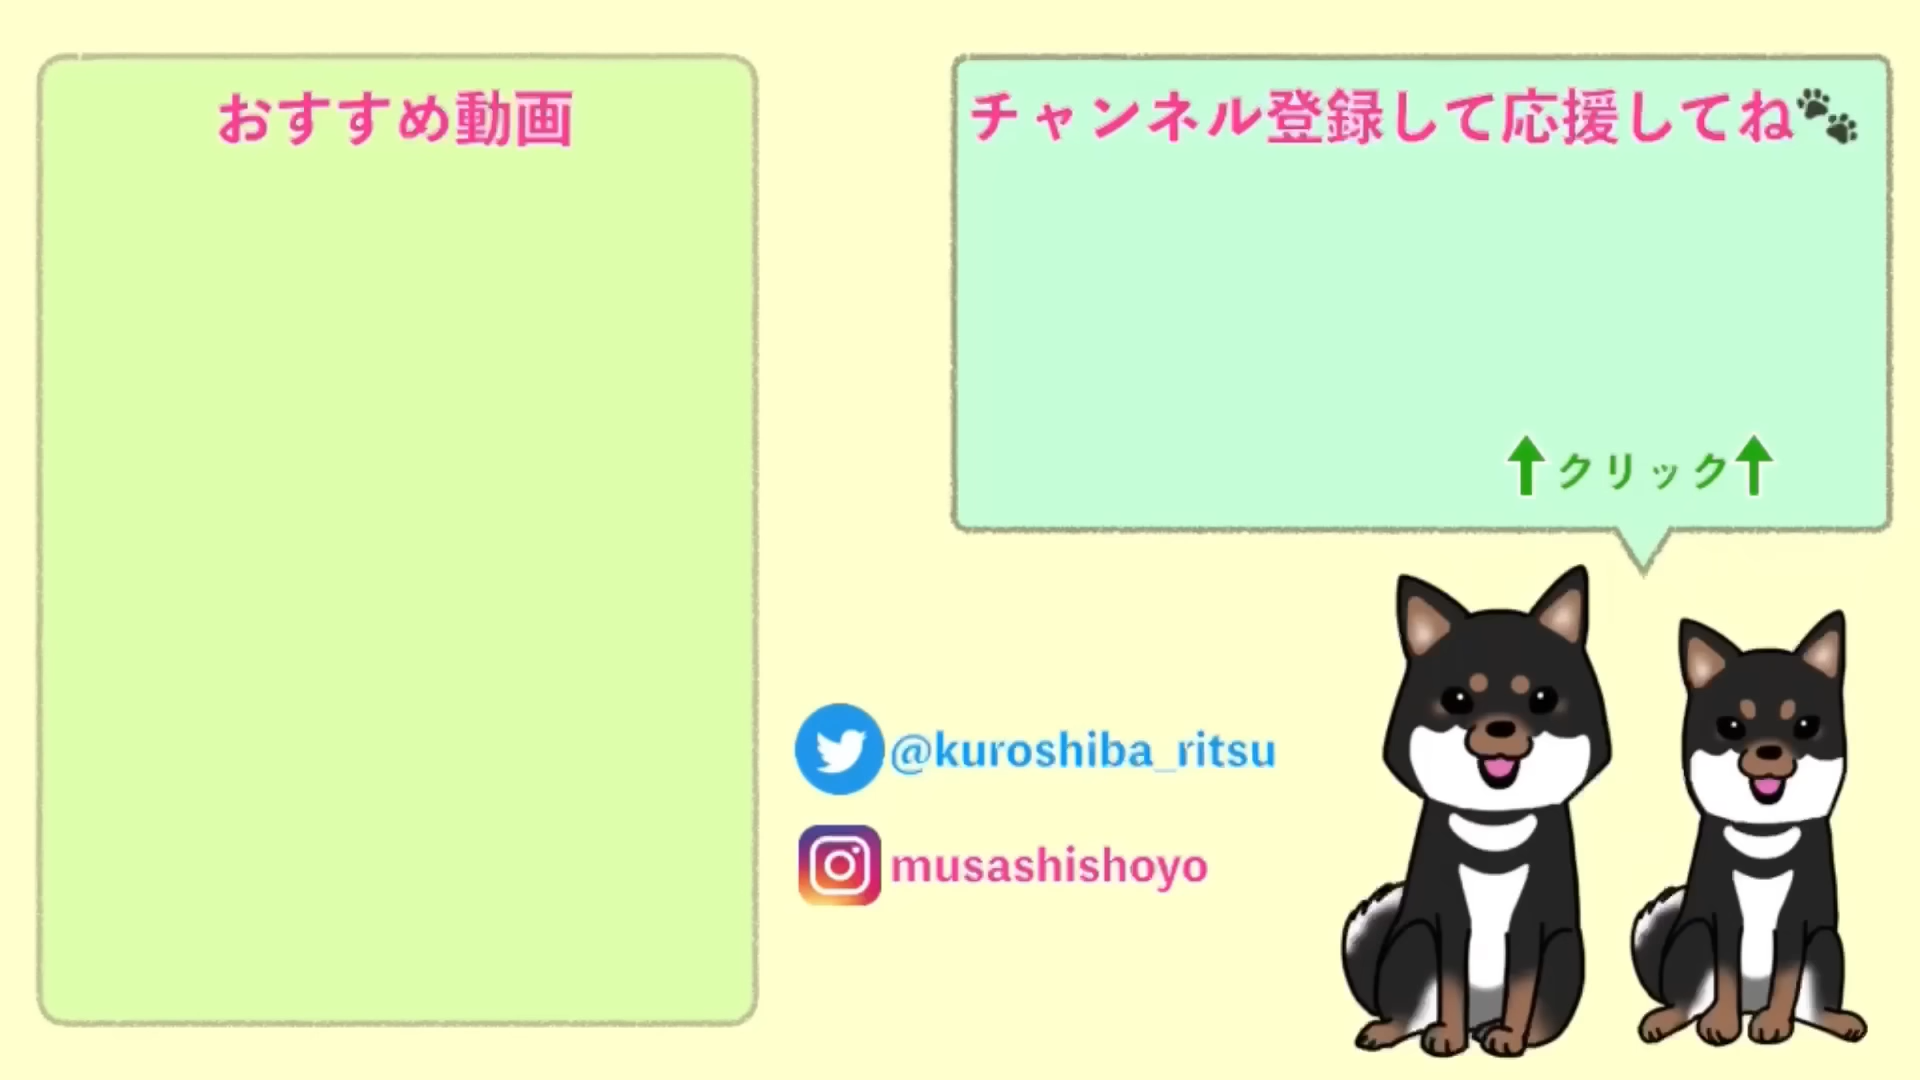 おすすめ動画
チャンネル登録して応援してね🐾
↑クリック↑
@kuroshiba_ritsu
musashishoyo